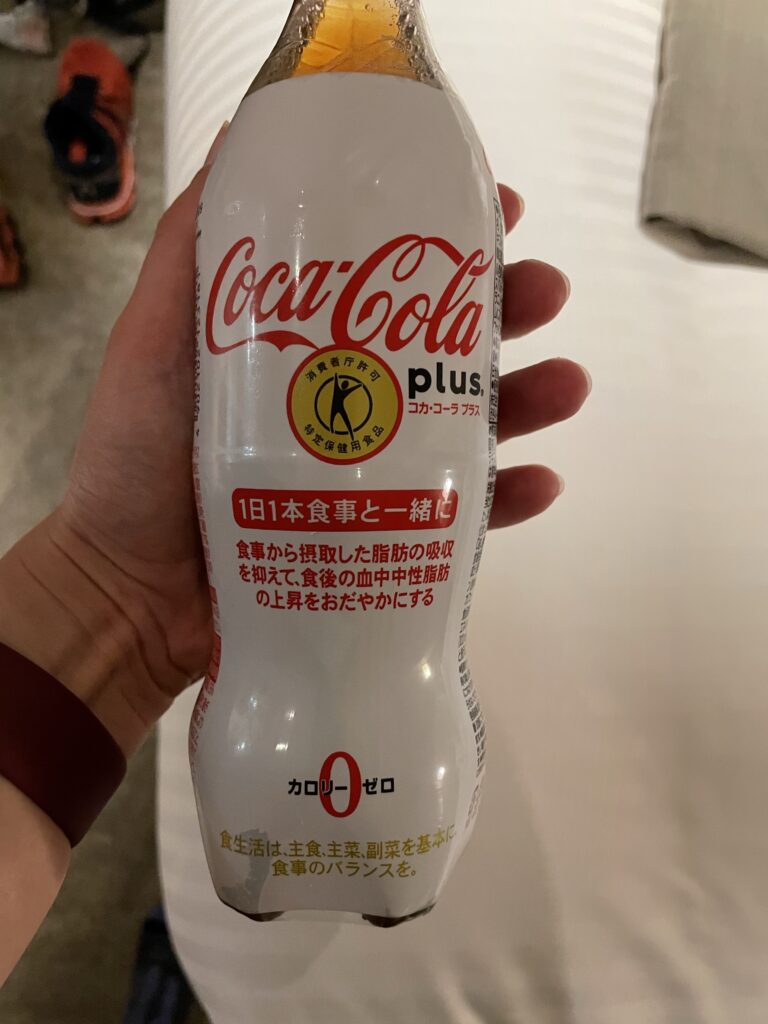 Coca-Cola
plus
コカ・コーラ プラス
消費者庁許可
特定保健用食品
1日1本食事と一緒に
食事から摂取した脂肪の吸収
を抑えて、食後の血中中性脂肪
の上昇をおだやかにする
カロリー0ゼロ
食生活は、主食、主菜、副菜を基本に、
食事のバランスを。